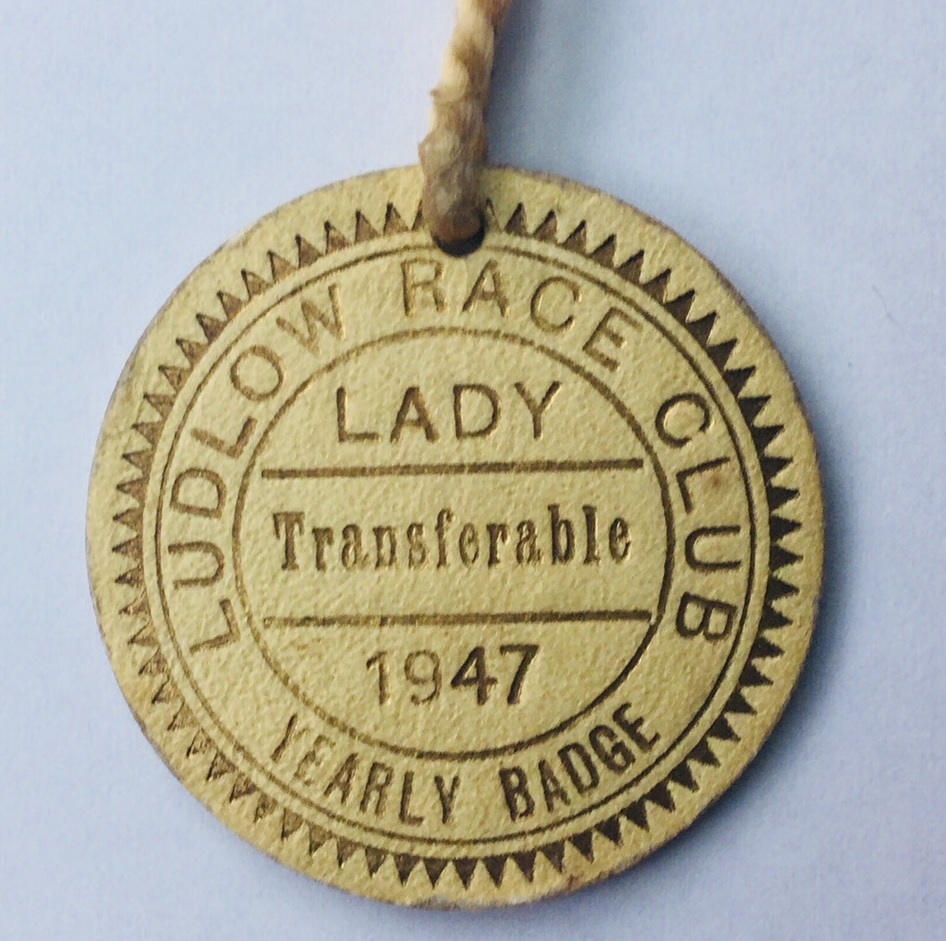 LUDLOW RACE CLUB
LADY
Transferable
1947
YEARLY BADGE